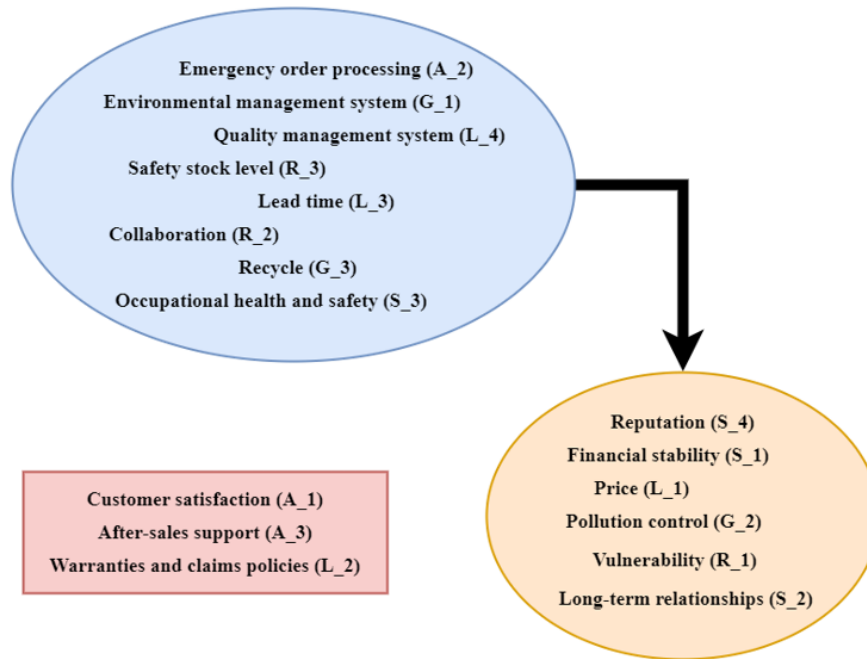 Emergency order processing (A_2)
Environmental management system (G_1)
Quality management system (L_4)
Safety stock level (R_3)
Lead time (L_3)
Collaboration (R_2)
Recycle (G_3)
Occupational health and safety (S_3)
Reputation (S_4)
Financial stability (S_1)
Price (L_1)
Pollution control (G_2)
Vulnerability (R_1)
Long-term relationships (S_2)
Customer satisfaction (A_1)
After-sales support (A_3)
Warranties and claims policies (L_2)